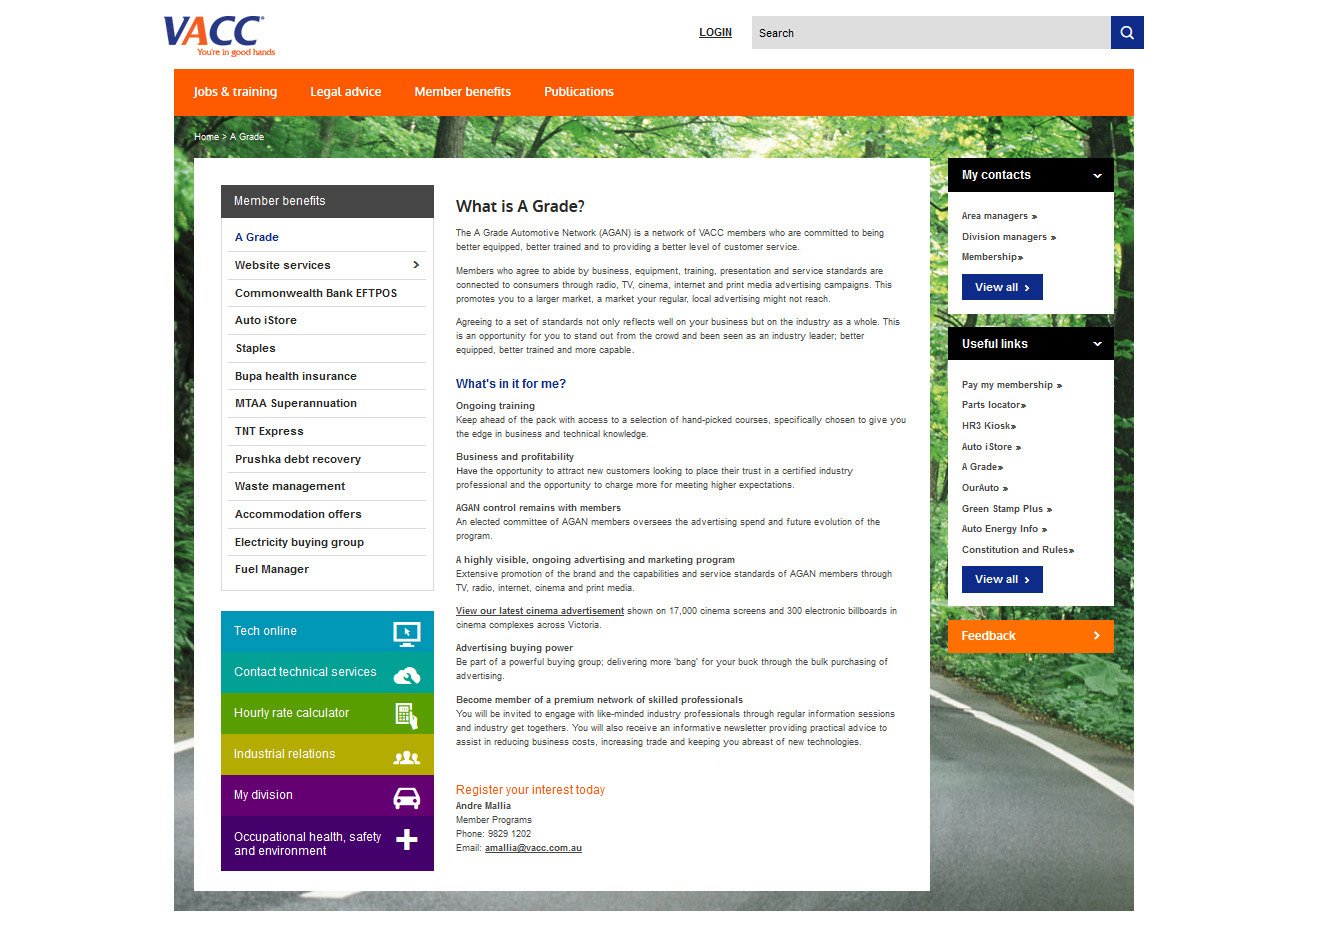 VACC
You're in good hands
LOGIN
Search
Jobs & training
Legal advice
Member benefits
Publications
Home > A Grade
Member benefits
A Grade
Website services
Commonwealth Bank EFTPOS
Auto iStore
Staples
Bupa health insurance
MTAA Superannuation
TNT Express
Prushka debt recovery
Waste management
Accommodation offers
Electricity buying group
Fuel Manager
Tech online
Contact technical services
Hourly rate calculator
Industrial relations
My division
Occupational health, safety
and environment
What is A Grade?
The A Grade Automotive Network (AGAN) is a network of VACC members who are committed to being
better equipped, better trained and to providing a better level of customer service.
Members who agree to abide by business, equipment, training, presentation and service standards are
connected to consumers through radio, TV, cinema, internet and print media advertising campaigns. This
promotes you to a larger market, a market your regular, local advertising might not reach.
Agreeing to a set of standards not only reflects well on your business but on the industry as a whole. This
is an opportunity for you to stand out from the crowd and been seen as an industry leader; better
equipped, better trained and more capable.
What's in it for me?
Ongoing training
Keep ahead of the pack with access to a selection of hand-picked courses, specifically chosen to give you
the edge in business and technical knowledge.
Business and profitability
Have the opportunity to attract new customers looking to place their trust in a certified industry
professional and the opportunity to charge more for meeting higher expectations.
AGAN control remains with members
An elected committee of AGAN members oversees the advertising spend and future evolution of the
program.
A highly visible, ongoing advertising and marketing program
Extensive promotion of the brand and the capabilities and service standards of AGAN members through
TV, radio, internet, cinema and print media.
View our latest cinema advertisement shown on 17,000 cinema screens and 300 electronic billboards in
cinema complexes across Victoria.
Advertising buying power
Be part of a powerful buying group; delivering more 'bang' for your buck through the bulk purchasing of
advertising.
Become member of a premium network of skilled professionals
You will be invited to engage with like-minded industry professionals through regular information sessions
and industry get togethers. You will also receive an informative newsletter providing practical advice to
assist in reducing business costs, increasing trade and keeping you abreast of new technologies.
Register your interest today
Andre Mallia
Member Programs
Phone: 9829 1202
Email: amallia@vacc.com.au
My contacts
Area managers »
Division managers »
Membership»
View all >
Useful links
Pay my membership »
Parts locator»
HR3 Kiosk»
Auto iStore »
A Grade»
OurAuto »
Green Stamp Plus »
Auto Energy Info »
Constitution and Rules»
View all >
Feedback